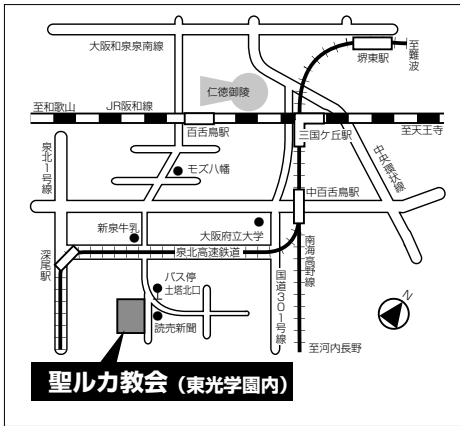 大阪和泉泉南線
堺東駅
至難波
仁徳御陵
至和歌山
JR阪和線
百舌鳥駅
三国ケ丘駅
至天王寺
泉北1号線
モズ八幡
中央環状線
中百舌鳥駅
新泉牛乳
大阪府立大学
泉北高速鉄道
深尾駅
バス停
土塔北口
国道301号線
南海高野線
N
読売新聞
至河内長野
聖ルカ教会(東光学園内)